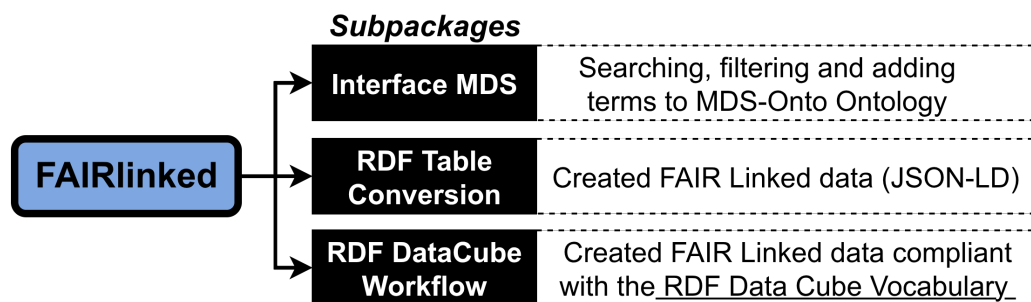 Subpackages
FAIRlinked
Interface MDS
Searching, filtering and adding
terms to MDS-Onto Ontology
RDF Table
Conversion
Created FAIR Linked data (JSON-LD)
RDF DataCube
Workflow
Created FAIR Linked data compliant
with the RDF Data Cube Vocabulary